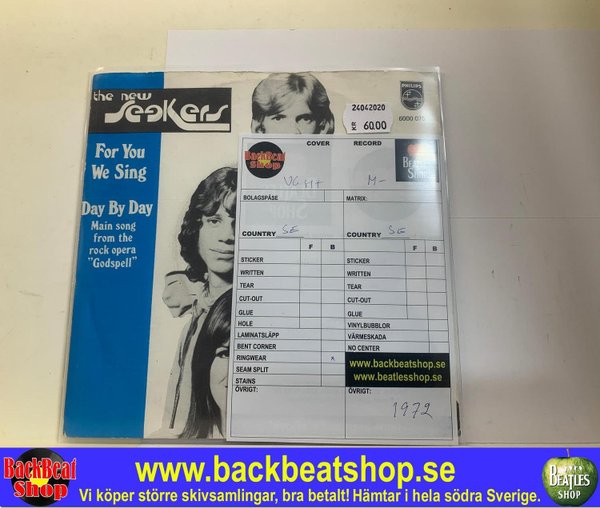 the new
Seekers
For You
We Sing
Day By Day
Main song
from the
rock opera
"Godspell"
24042020
KR 60.00
PHILIPS
BackBeat
Shop
COVER
RECORD
BEATLES
M-
BOLAGSPÅSE
MATRIX:
COUNTRY SE
COUNTRY SE
F B
F B
STICKER
STICKER
WRITTEN
WRITTEN
TEAR
TEAR
CUT-OUT
CUT-OUT
GLUE
GLUE
HOLE
VINYLBUBBLOR
LAMINATSLÄPP
VÄRMESKADA
BENT CORNER
NO CENTER
RINGWEAR x
SEAM SPLIT
STAINS
www.backbeatshop.se
www.beatlesshop.se
ÖVRIGT:
ÖVRIGT:
1972
BackBeat
Shop
www.backbeatshop.se
Vi köper större skivsamlingar, bra betalt! Hämtar i hela södra Sverige.
BEATLES
SHOP